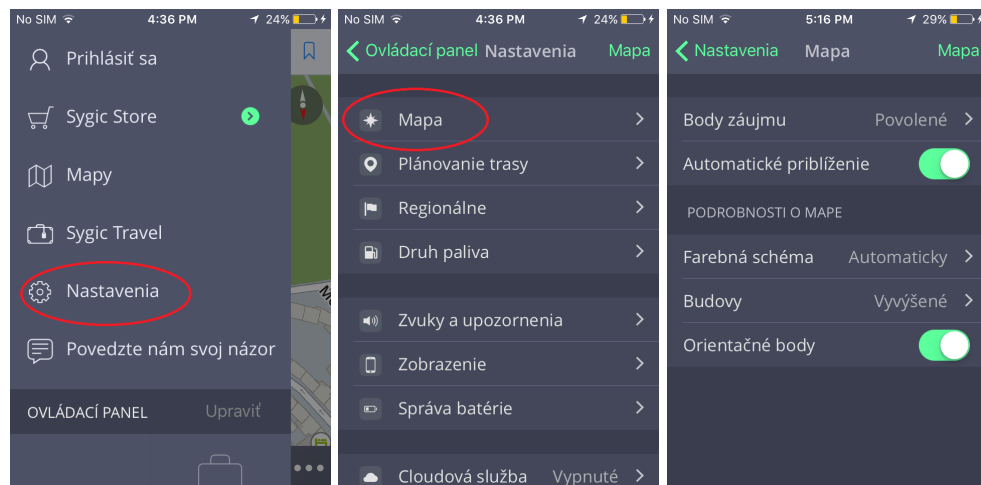 No SIM 4:36 PM 24%
Prihlásiť sa
Sygic Store
Mapy
Sygic Travel
Nastavenia
Povedzte nám svoj názor
OVLÁDACÍ PANEL Upraviť
No SIM 4:36 PM 24%
Ovládací panel Nastavenia Mapa
Mapa
Plánovanie trasy
Regionálne
Druh paliva
Zvuky a upozornenia
Zobrazenie
Správa batérie
Cloudová služba Vypnuté
No SIM 5:16 PM 29%
Nastavenia Mapa Mapa
Body záujmu Povolené
Automatické priblíženie
PODROBNOSTI O MAPE
Farebná schéma Automaticky
Budovy Vyvýšené
Orientačné body